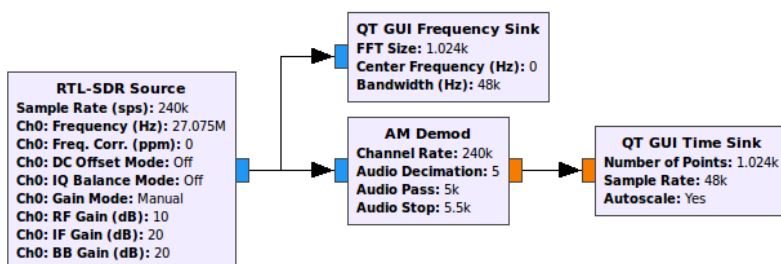 RTL-SDR Source
Sample Rate (sps): 240k
Ch0: Frequency (Hz): 27.075M
Ch0: Freq. Corr. (ppm): 0
Ch0: DC Offset Mode: Off
Ch0: IQ Balance Mode: Off
Ch0: Gain Mode: Manual
Ch0: RF Gain (dB): 10
Ch0: IF Gain (dB): 20
Ch0: BB Gain (dB): 20
QT GUI Frequency Sink
FFT Size: 1.024k
Center Frequency (Hz): 0
Bandwidth (Hz): 48k
AM Demod
Channel Rate: 240k
Audio Decimation: 5
Audio Pass: 5k
Audio Stop: 5.5k
QT GUI Time Sink
Number of Points: 1.024k
Sample Rate: 48k
Autoscale: Yes